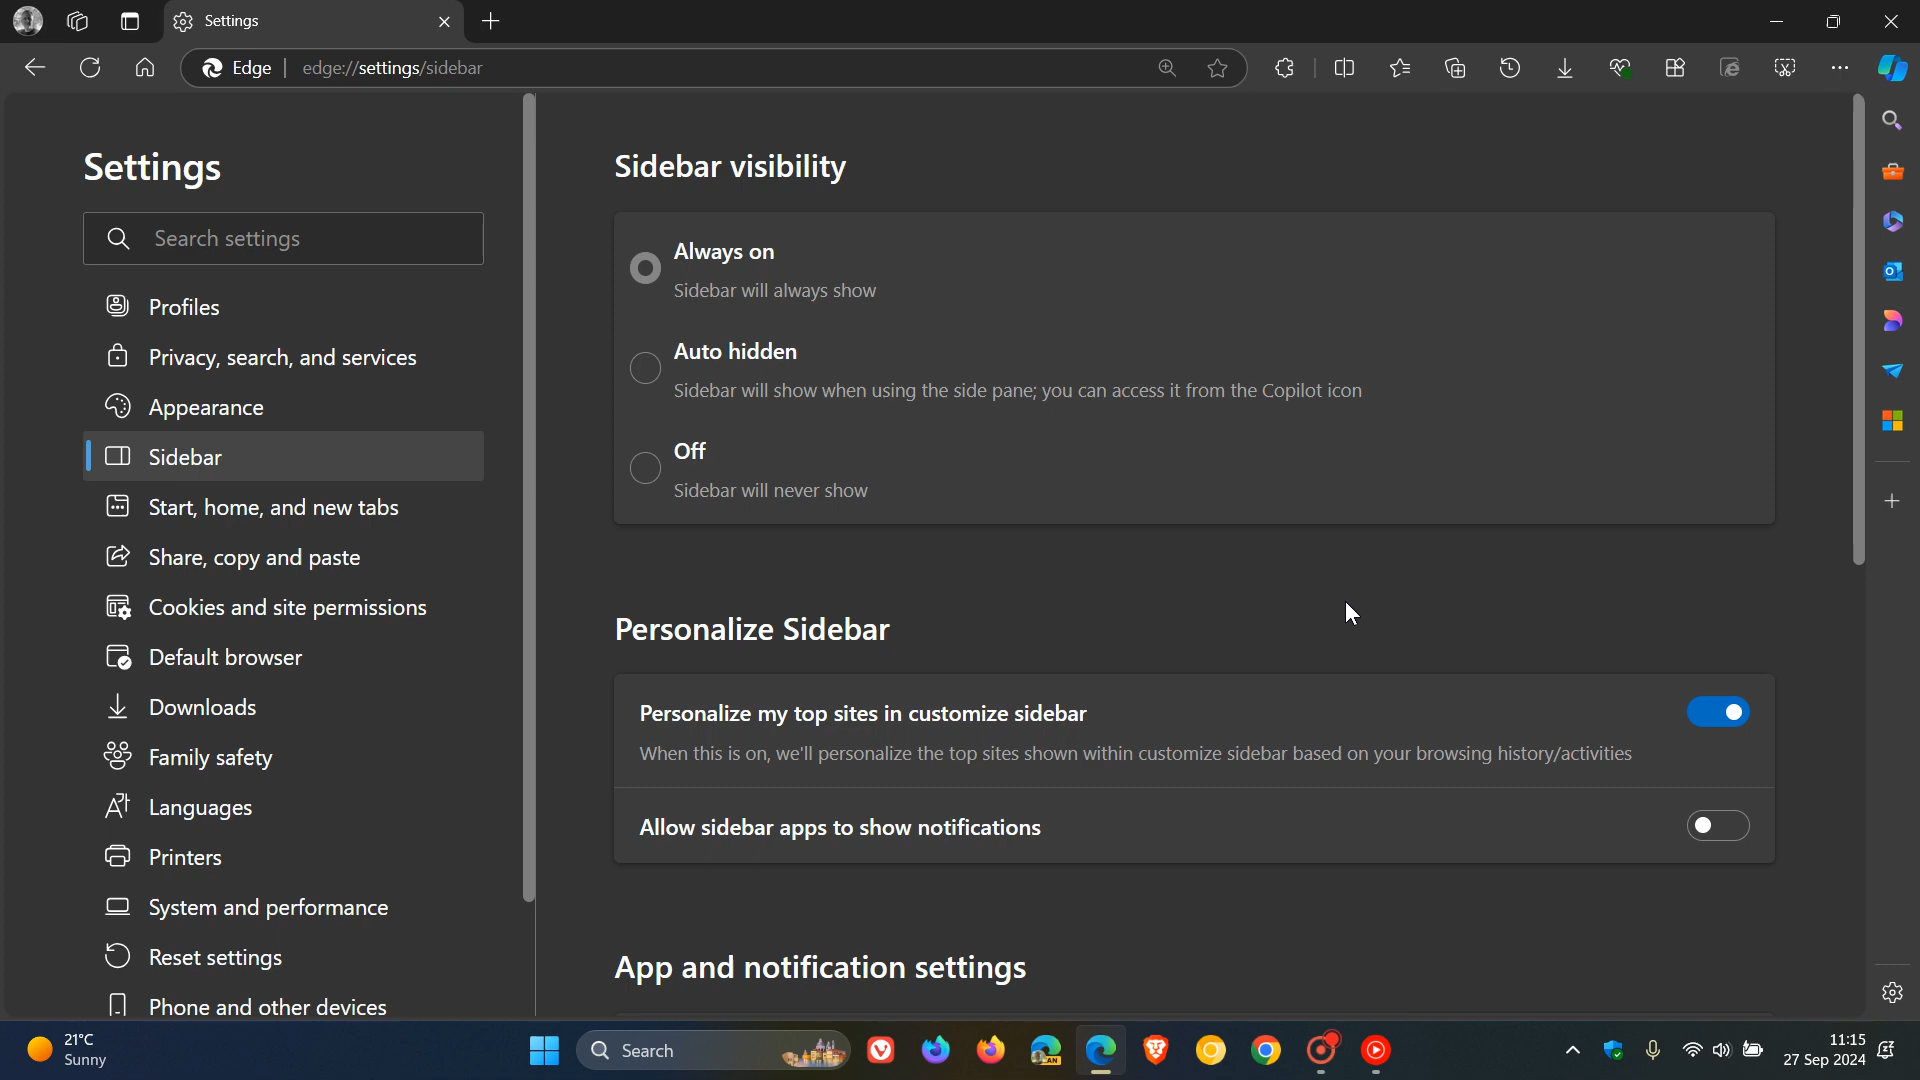 Settings
Edge
edge://settings/sidebar
Settings
Search settings
Profiles
Privacy, search, and services
Appearance
Sidebar
Start, home, and new tabs
Share, copy and paste
Cookies and site permissions
Default browser
Downloads
Family safety
Languages
Printers
System and performance
Reset settings
Phone and other devices
Sidebar visibility
Always on
Sidebar will always show
Auto hidden
Sidebar will show when using the side pane; you can access it from the Copilot icon
Off
Sidebar will never show
Personalize Sidebar
Personalize my top sites in customize sidebar
When this is on, we'll personalize the top sites shown within customize sidebar based on your browsing history/activities
Allow sidebar apps to show notifications
App and notification settings
21°C
Sunny
Search
11:15
27 Sep 2024